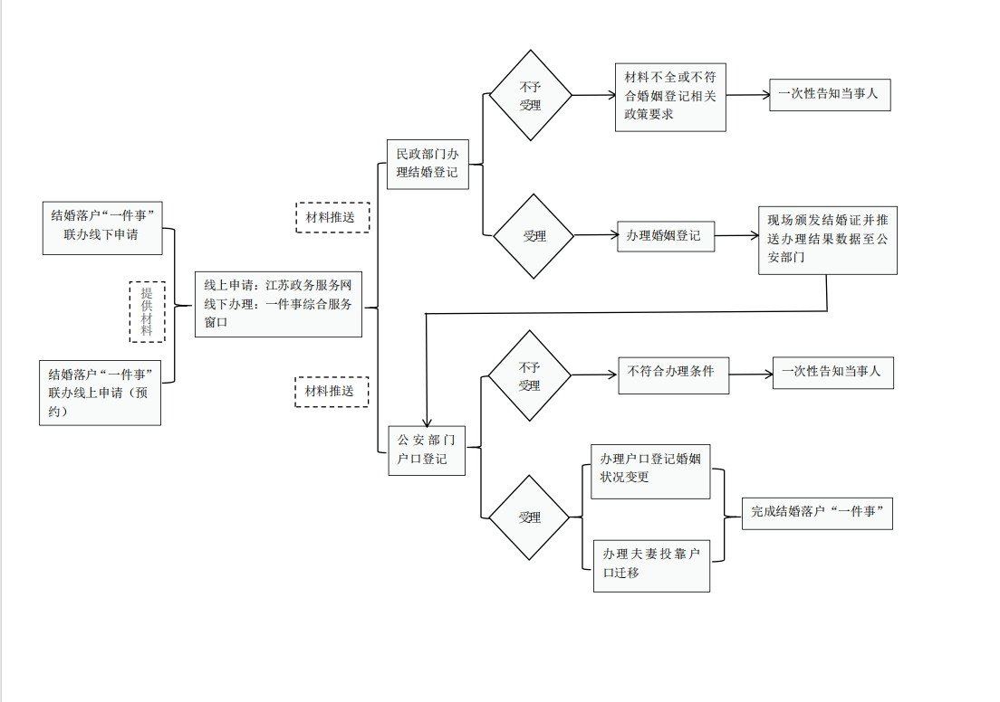 结婚落户“一件事”
联办线下申请
提
供
材
料
结婚落户“一件事”
联办线上申请（预
约）
线上申请：江苏政务服务网
线下办理：一件事综合服务
窗口
材料推送
材料推送
民政部门办
理结婚登记
不予
受理
材料不全或不符
合婚姻登记相关
政策要求
一次性告知当事人
受理
办理婚姻登记
现场颁发结婚证并推
送办理结果数据至公
安部门
公安部门
户口登记
不予
受理
不符合办理条件
一次性告知当事人
受理
办理户口登记婚姻
状况变更
办理夫妻投靠户
口迁移
完成结婚落户“一件事”